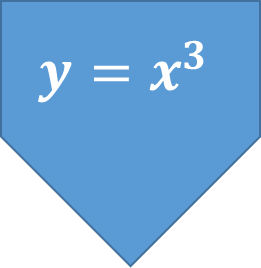 y = x³